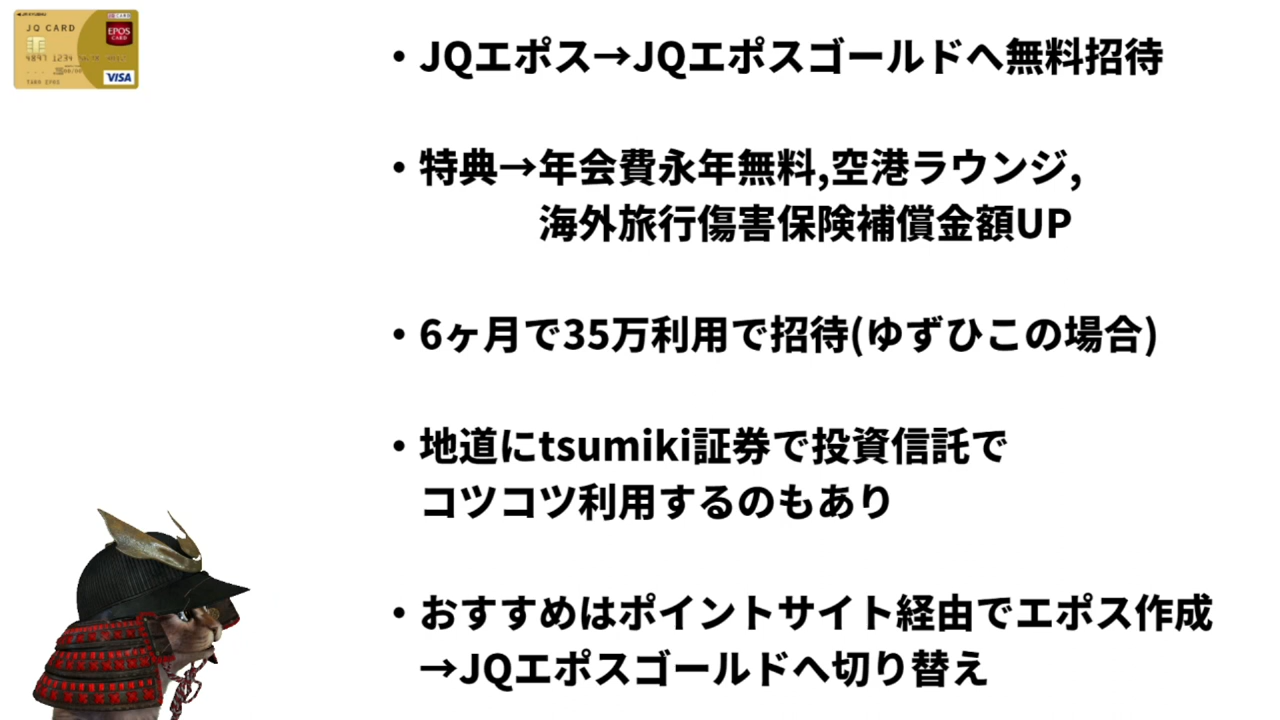 JQ CARD
EPOS
CARD
4897 1234
VISA
・JQエポス→JQエポスゴールドへ無料招待
・特典→年会費永年無料,空港ラウンジ,
海外旅行傷害保険補償金額UP
・6ヶ月で35万利用で招待(ゆずひこの場合)
・地道にtsumiki証券で投資信託で
コツコツ利用するのもあり
・おすすめはポイントサイト経由でエポス作成
→JQエポスゴールドへ切り替え